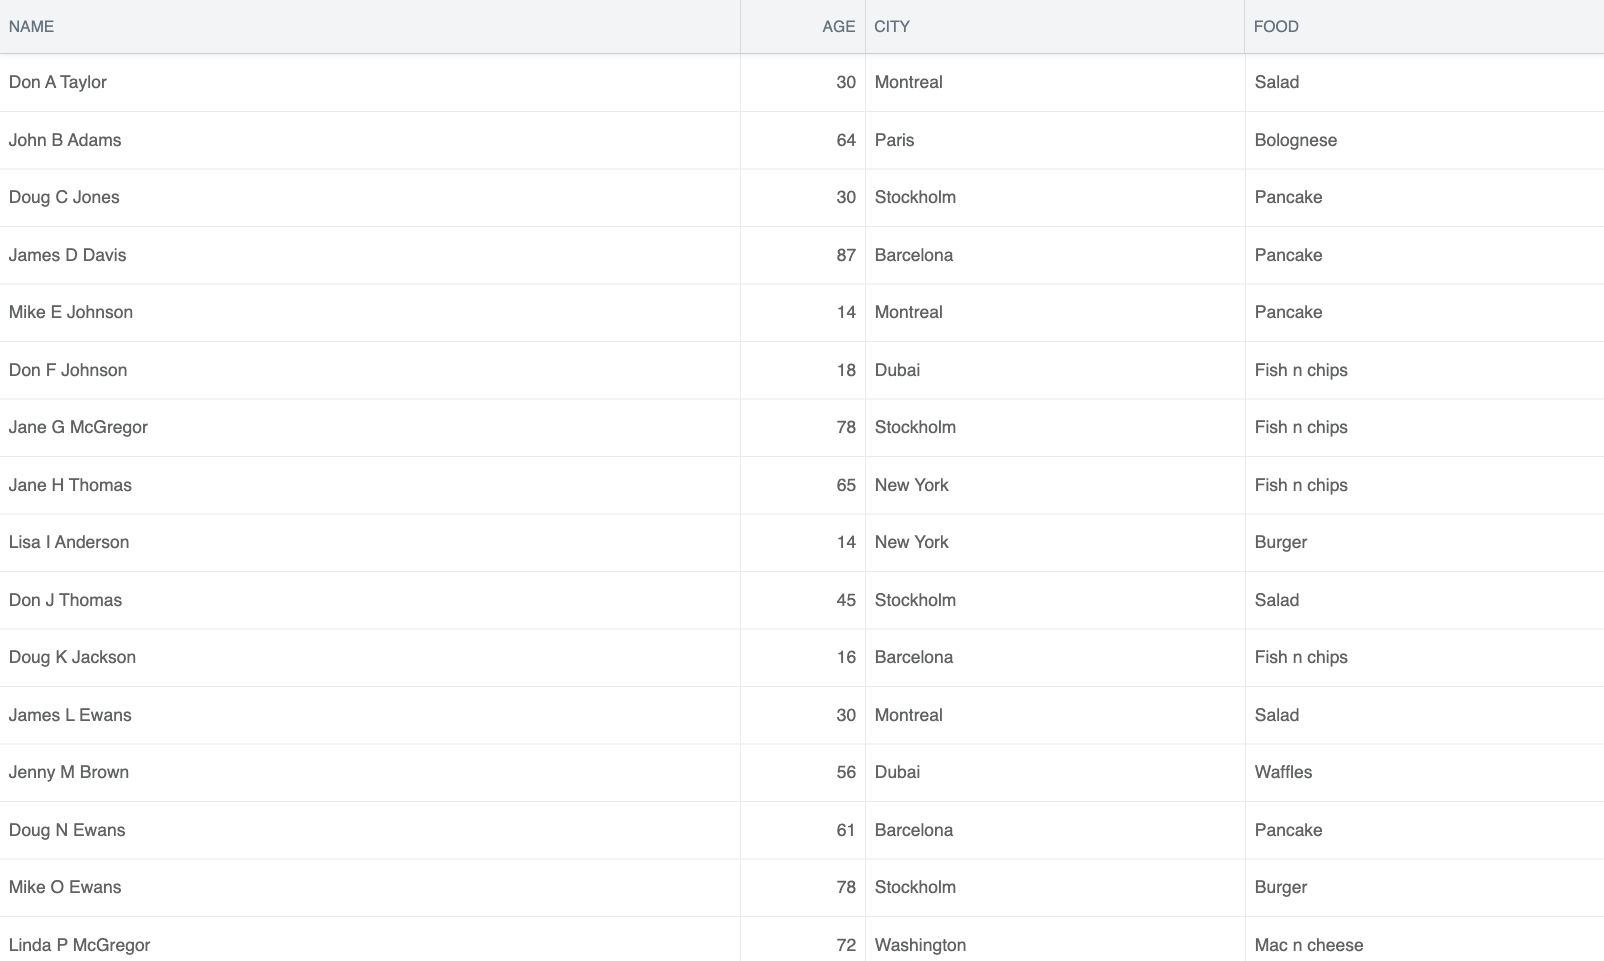 NAME AGE CITY FOOD
Don A Taylor 30 Montreal Salad
John B Adams 64 Paris Bolognese
Doug C Jones 30 Stockholm Pancake
James D Davis 87 Barcelona Pancake
Mike E Johnson 14 Montreal Pancake
Don F Johnson 18 Dubai Fish n chips
Jane G McGregor 78 Stockholm Fish n chips
Jane H Thomas 65 New York Fish n chips
Lisa I Anderson 14 New York Burger
Don J Thomas 45 Stockholm Salad
Doug K Jackson 16 Barcelona Fish n chips
James L Ewans 30 Montreal Salad
Jenny M Brown 56 Dubai Waffles
Doug N Ewans 61 Barcelona Pancake
Mike O Ewans 78 Stockholm Burger
Linda P McGregor 72 Washington Mac n cheese